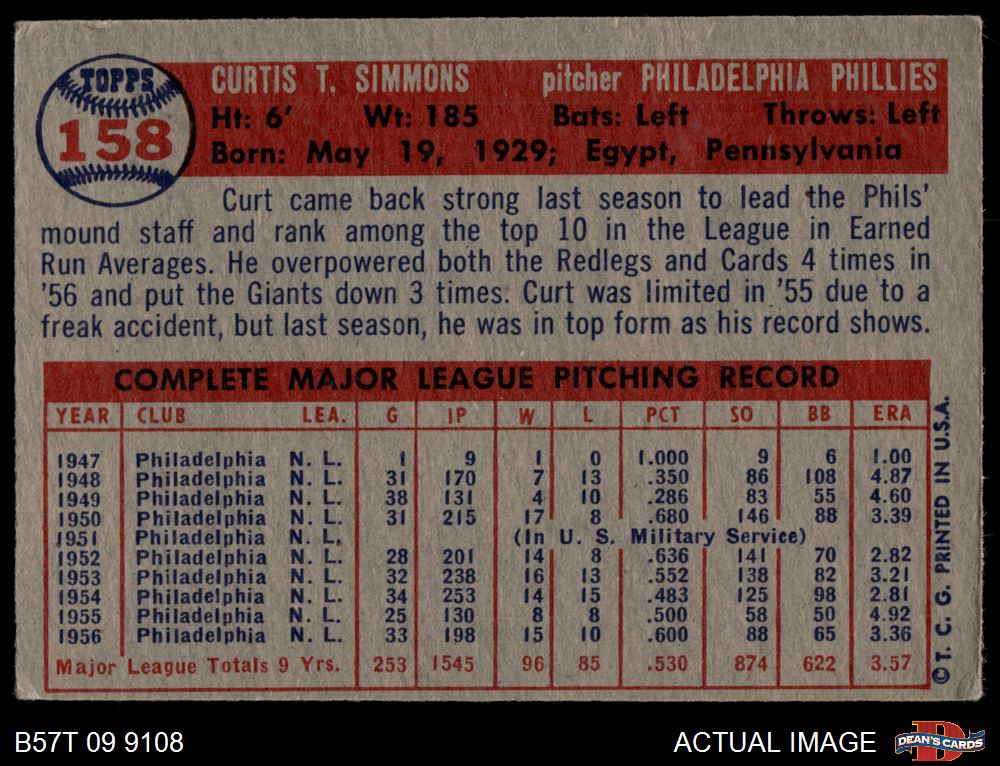 TOPPS
158
CURTIS T. SIMMONS pitcher PHILADELPHIA PHILLIES
Ht: 6' Wt: 185 Bats: Left Throws: Left
Born: May 19, 1929; Egypt, Pennsylvania
Curt came back strong last season to lead the Phils'
mound staff and rank among the top 10 in the League in Earned
Run Averages. He overpowered both the Redlegs and Cards 4 times in
'56 and put the Giants down 3 times. Curt was limited in '55 due to a
freak accident, but last season, he was in top form as his record shows.
COMPLETE MAJOR LEAGUE PITCHING RECORD
YEAR CLUB LEA. G IP W L PCT SO BB ERA
1947 Philadelphia N. L. 1 9 1 0 1.000 9 6 1.00
1948 Philadelphia N. L. 31 170 7 13 .350 86 108 4.87
1949 Philadelphia N. L. 38 131 4 10 .286 83 55 4.60
1950 Philadelphia N. L. 31 215 17 8 .680 146 88 3.39
1951 Philadelphia N. L. (In U. S. Military Service)
1952 Philadelphia N. L. 28 201 14 8 .636 141 70 2.82
1953 Philadelphia N. L. 32 238 16 13 .552 138 82 3.21
1954 Philadelphia N. L. 34 253 14 15 .483 125 98 2.81
1955 Philadelphia N. L. 25 130 8 8 .500 58 50 4.92
1956 Philadelphia N. L. 33 198 15 10 .600 88 65 3.36
Major League Totals 9 Yrs. 253 1545 96 85 .530 874 622 3.57
©T. C. G. PRINTED IN U.S.A.
B57T 09 9108
ACTUAL IMAGE
DEAN'S CARDS